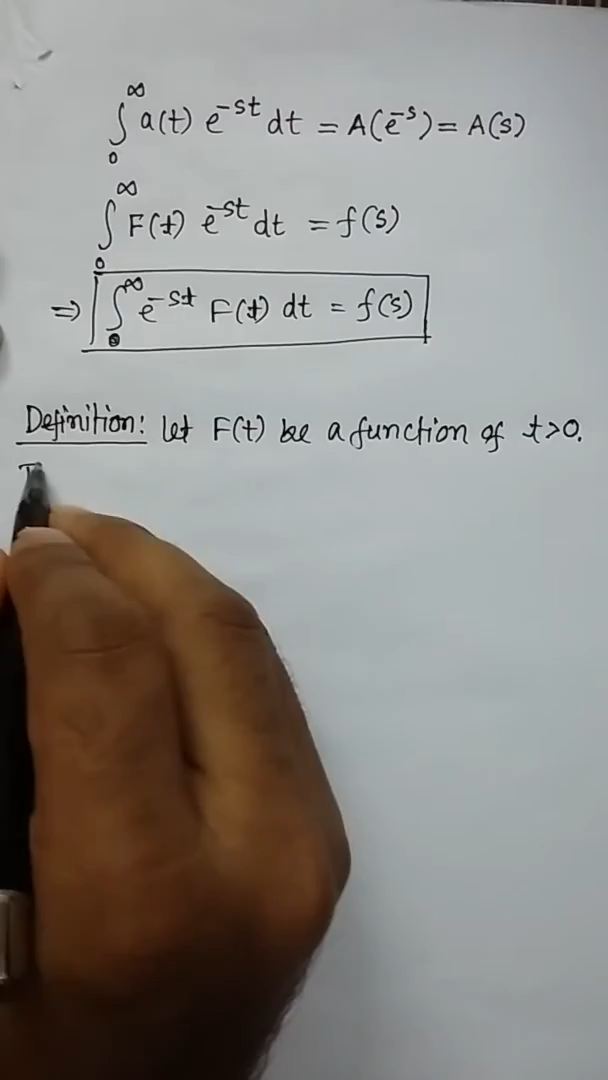 ∫₀^∞ a(t) e^{-st} dt = A(e^{-s}) = A(s)
∫₀^∞ F(t) e^{-st} dt = f(s)
⇒ ∫₀^∞ e^{-st} F(t) dt = f(s)
Definition: let F(t) be a function of t>0.